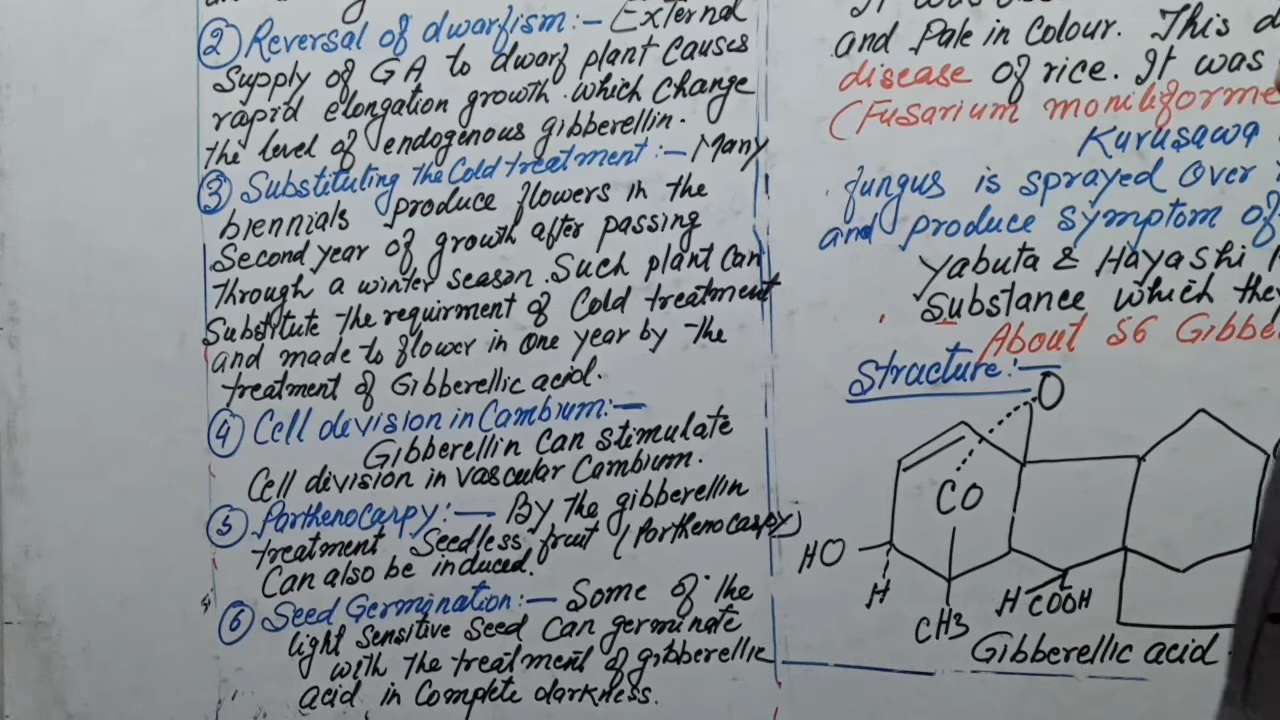 ② Reversal of dwarfism:- External
Supply of GA to dwarf plant causes
rapid elongation growth. which change
the level of endogenous gibberellin.
③ Substituting the Cold treatment:- Many
biennials produce flowers in the
Second year of growth after passing
through a winter season. Such plant can
Substitute the requirment of Cold treatment
and made to flower in one year by the
treatment of Gibberellic acid.
④ Cell division in Cambium:-
Gibberellin can stimulate
Cell division in vascular Cambium.
⑤ Parthenocarpy:- By the gibberellin
treatment Seedless fruit (Parthenocarpy)
Can also be induced.
⑥ Seed Germination:- Some of the
light sensitive seed can germinate
with the treatment of gibberellic
acid in complete darkness.
and Pale in colour. This d
disease of rice. It was
(Fusarium moniliforme
Kurusawa
fungus is sprayed over
and produce symptom of
Yabuta & Hayashi
Substance which they
About 56 Gibbe
Structure:-
O
CO
HO
H
CH3
H COOH
Gibberellic acid